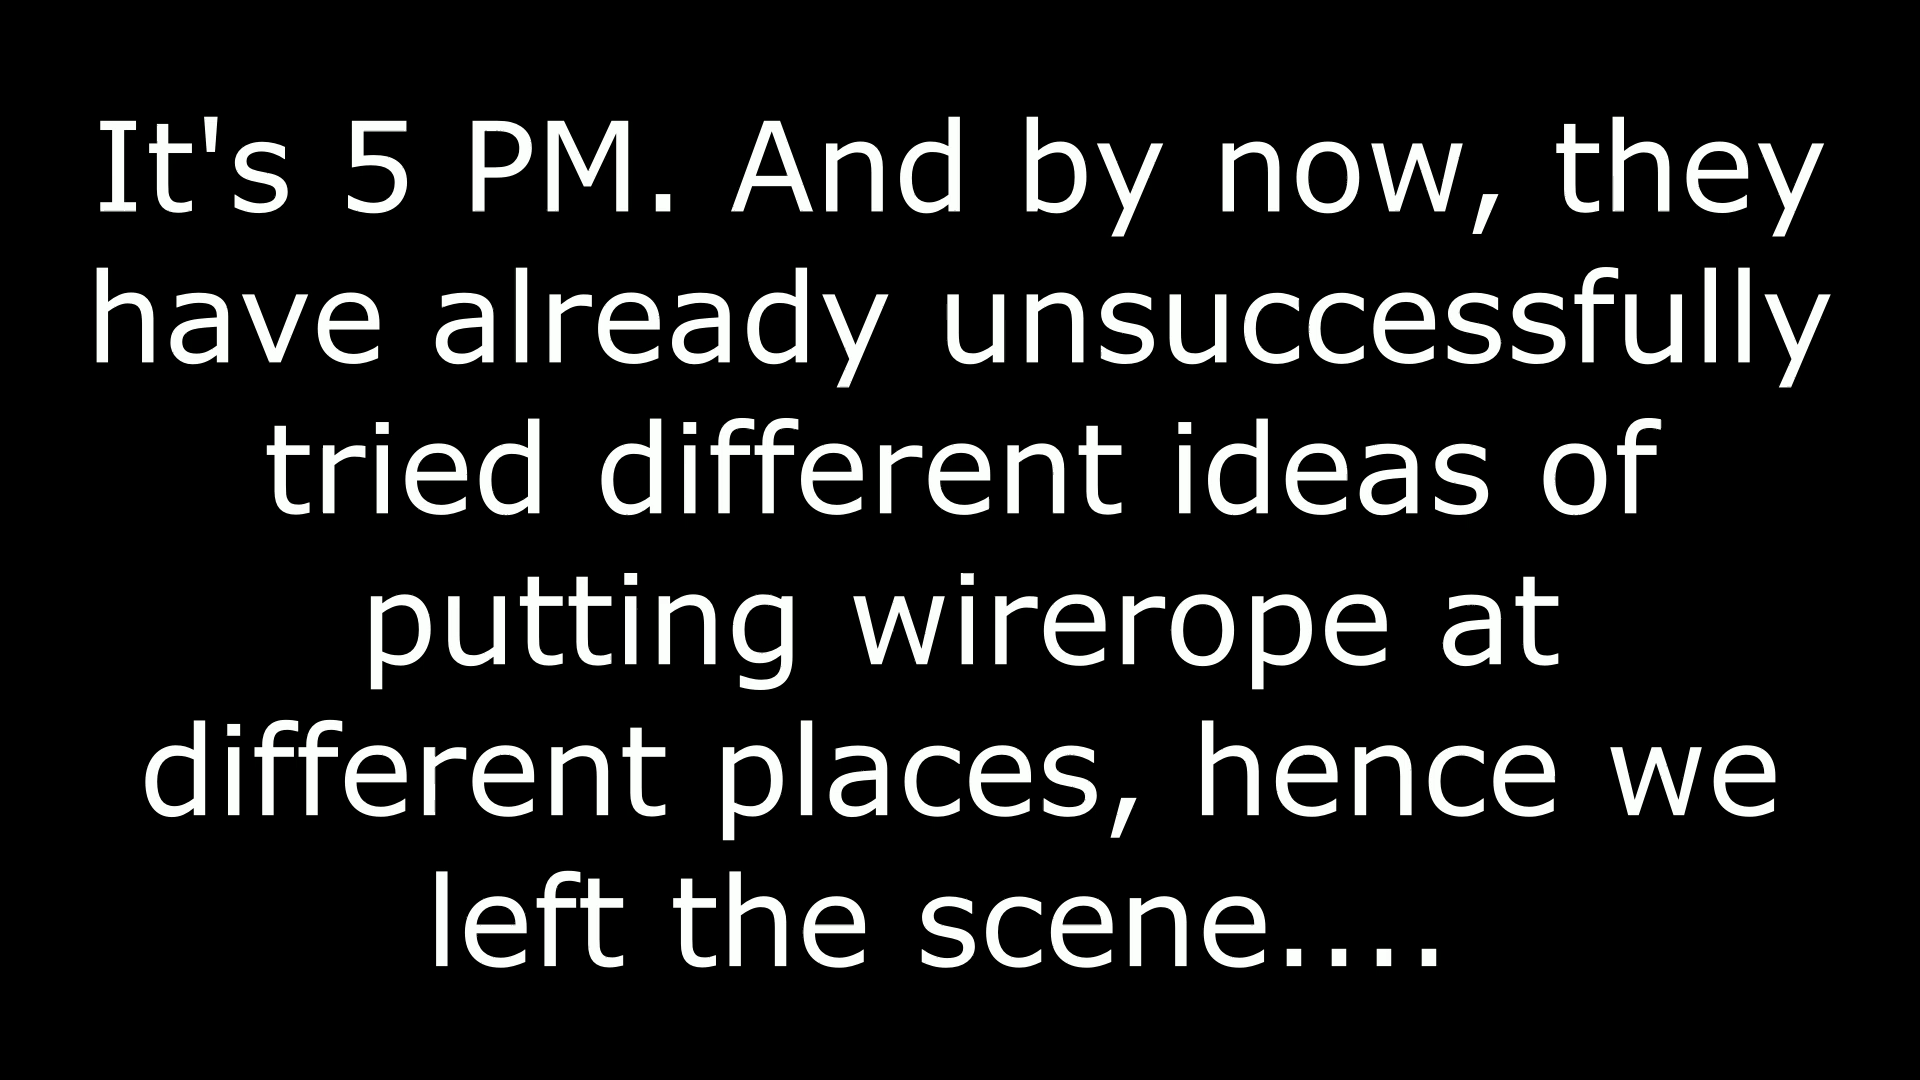 It's 5 PM. And by now, they
have already unsuccessfully
tried different ideas of
putting wirerope at
different places, hence we
left the scene....